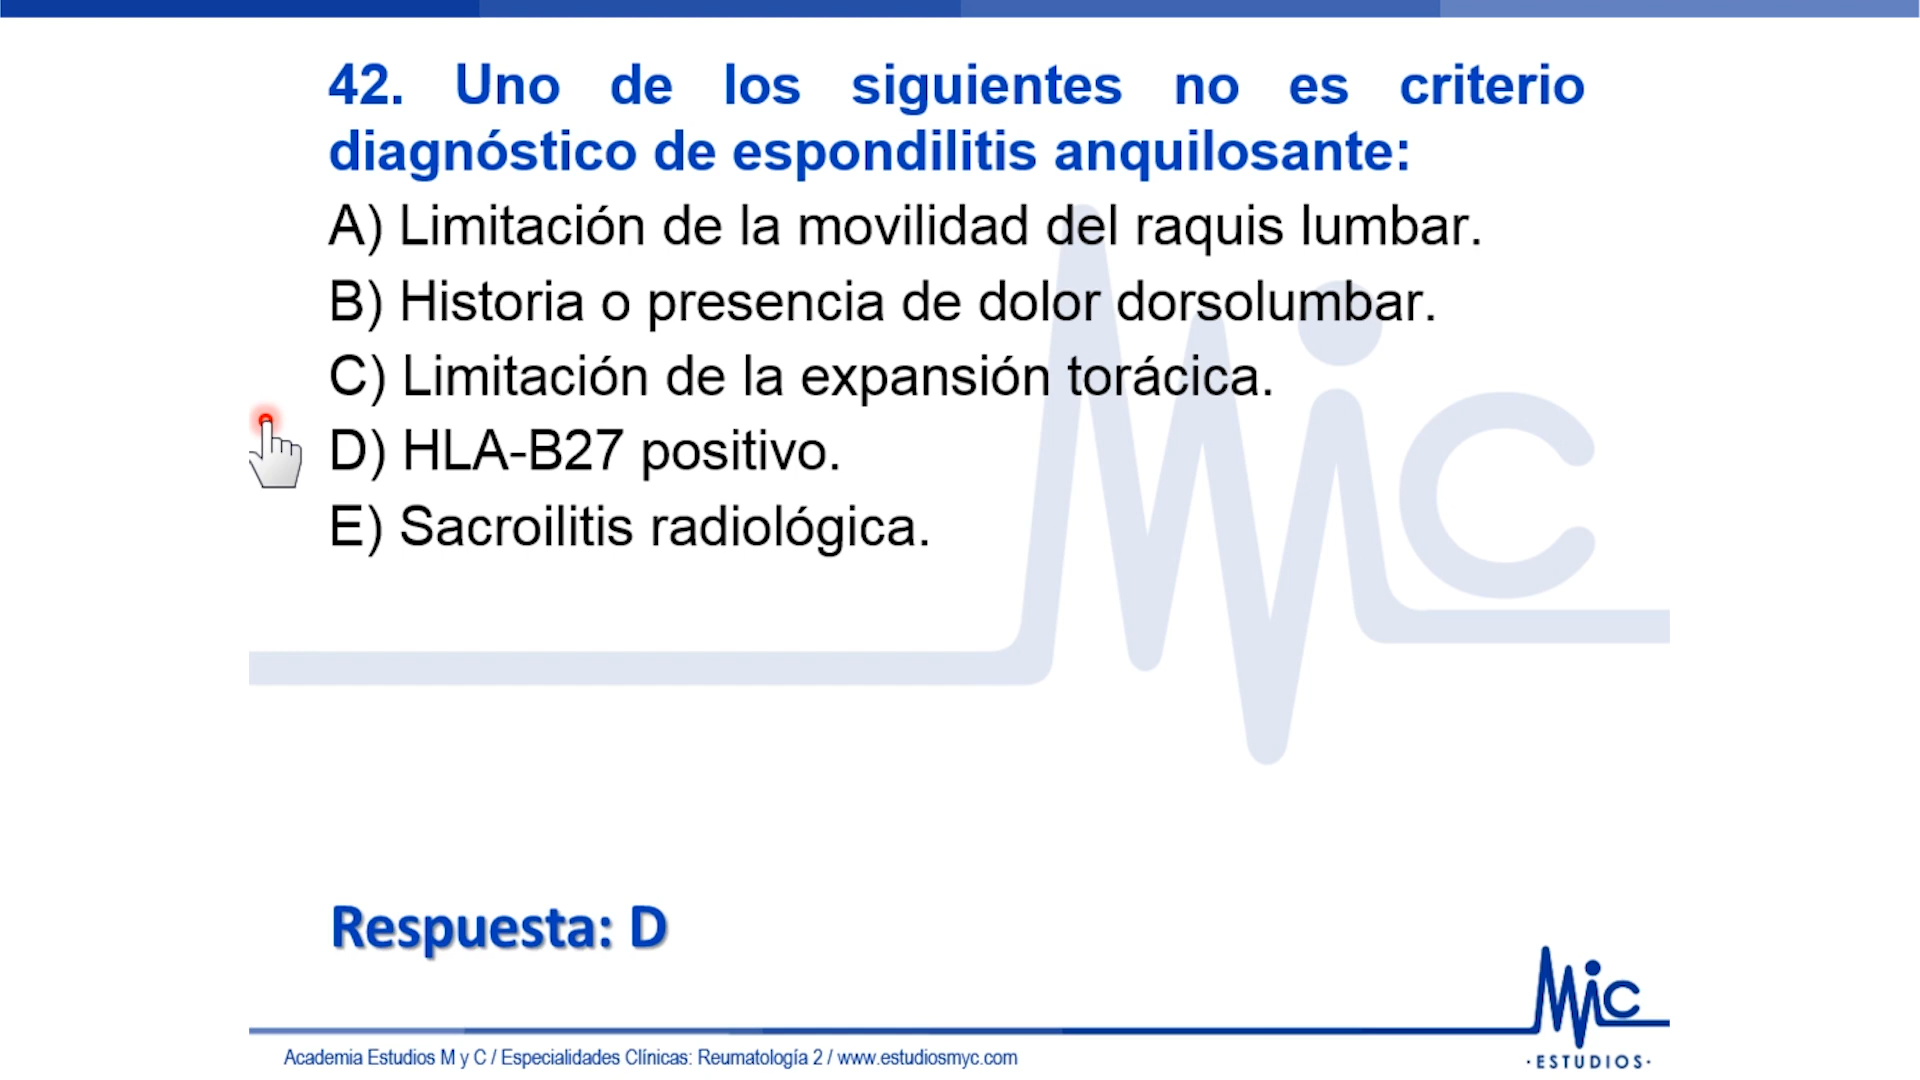 42. Uno de los siguientes no es criterio
diagnóstico de espondilitis anquilosante:
A) Limitación de la movilidad del raquis lumbar.
B) Historia o presencia de dolor dorsolumbar.
C) Limitación de la expansión torácica.
D) HLA-B27 positivo.
E) Sacroilitis radiológica.
MiC
Respuesta: D
MiC
·ESTUDIOS·
Academia Estudios M y C / Especialidades Clínicas: Reumatología 2 / www.estudiosmyc.com